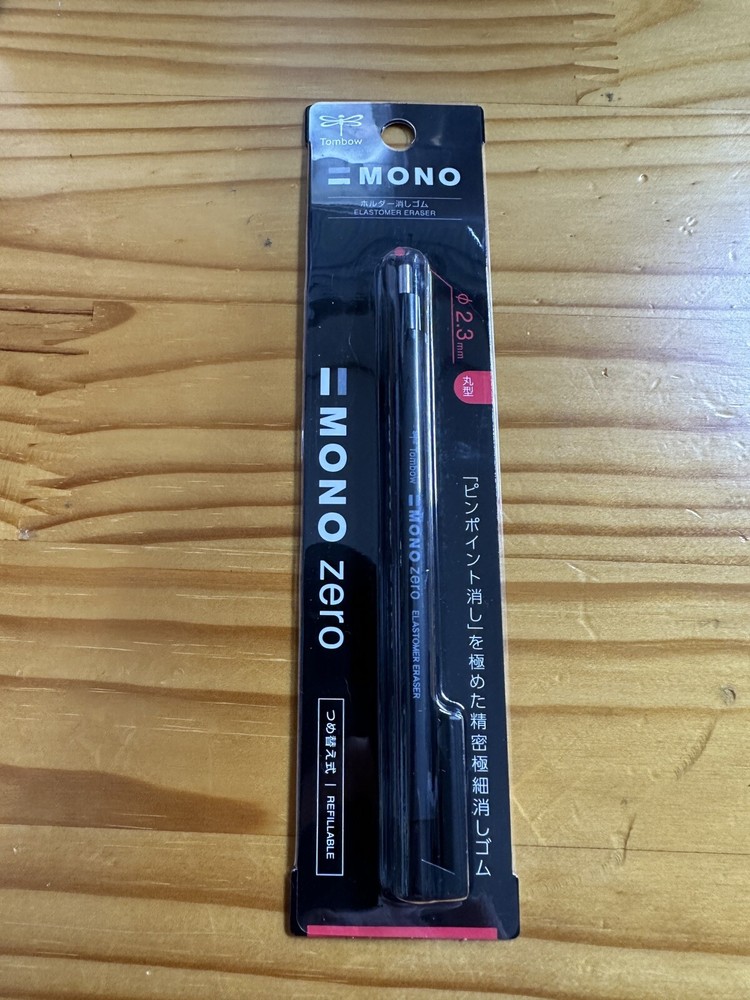 Tombow
MONO
ホルダー消しゴム
ELASTOMER ERASER
φ 2.3mm
丸型
MONO zero
Tombow MONO zero ELASTOMER ERASER
「ピンポイント消し」を極めた精密極細消しゴム
つめ替え式 | REFILLABLE